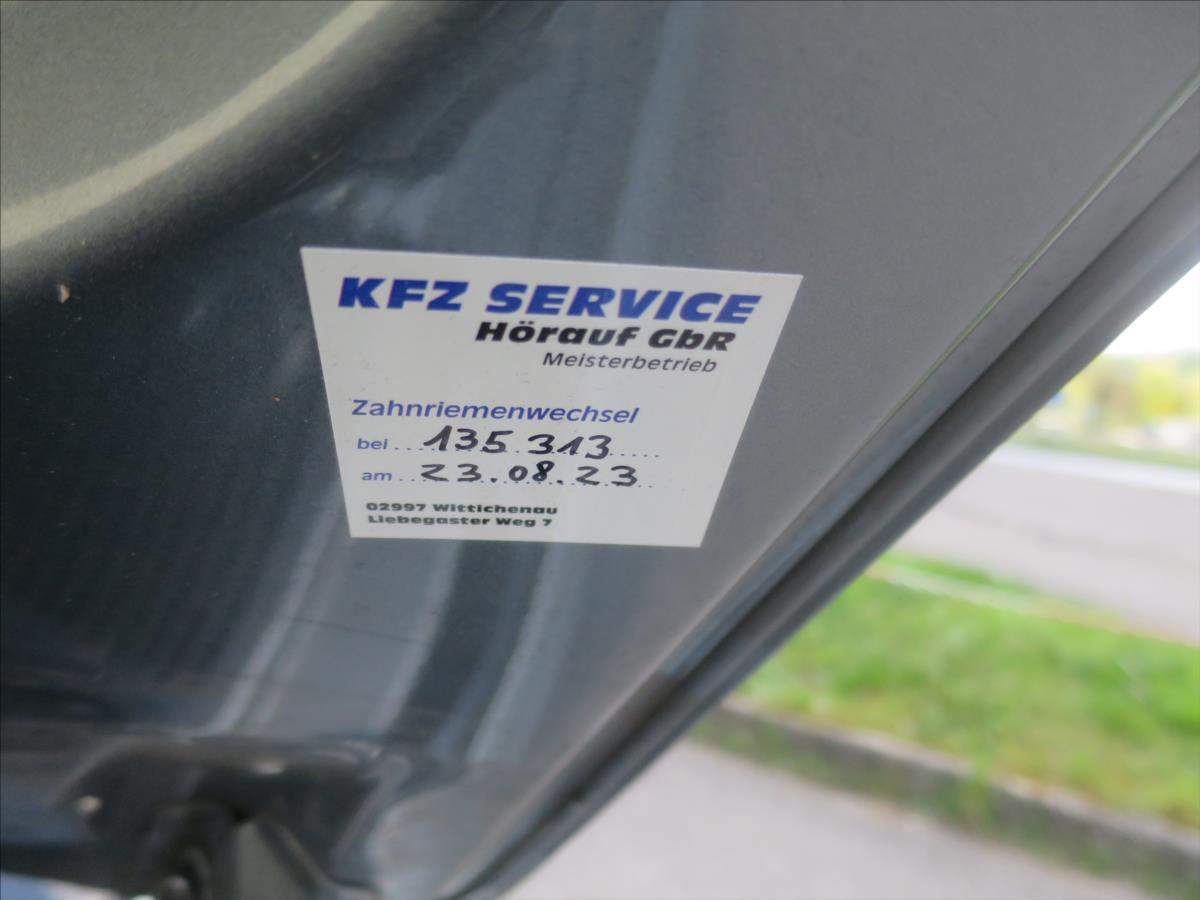 KFZ SERVICE
Hörauf GbR
Meisterbetrieb
Zahnriemenwechsel
bei .... 135 313 .....
am .. 23.08.23 ..
02997 Wittichenau
Liebegaster Weg 7